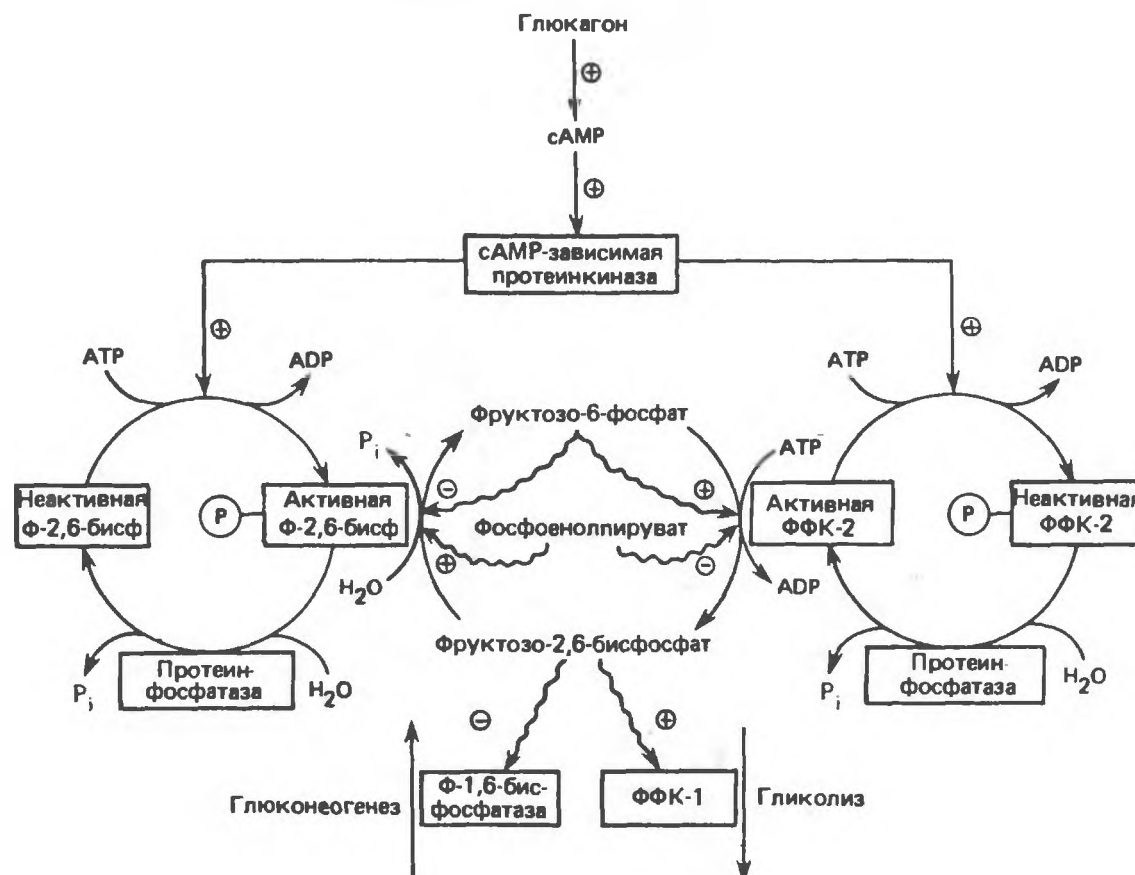 Глюкагон
⊕
cAMP
⊕
cAMP-зависимая
протеинкиназа
⊕
⊕
ATP
ADP
ATP
ADP
Фруктозо-6-фосфат
Pi
ATP
⊖
⊕
Неактивная
Ф-2,6-бисф
P
Активная
Ф-2,6-бисф
Фосфоенолпируват
Активная
ФФК-2
P
Неактивная
ФФК-2
⊕
⊖
H2O
ADP
Фруктозо-2,6-бисфосфат
Протеин-
фосфатаза
Pi
H2O
Протеин-
фосфатаза
Pi
H2O
⊖
⊕
Глюконеогенез
Ф-1,6-бис-
фосфатаза
ФФК-1
Гликолиз